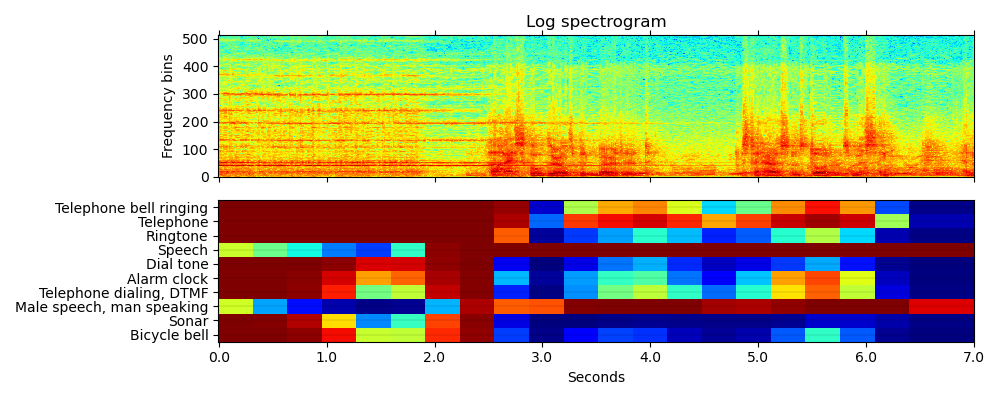 Log spectrogram
500
400
300
200
100
0
Frequency bins
Telephone bell ringing
Telephone
Ringtone
Speech
Dial tone
Alarm clock
Telephone dialing, DTMF
Male speech, man speaking
Sonar
Bicycle bell
0.0 1.0 2.0 3.0 4.0 5.0 6.0 7.0
Seconds